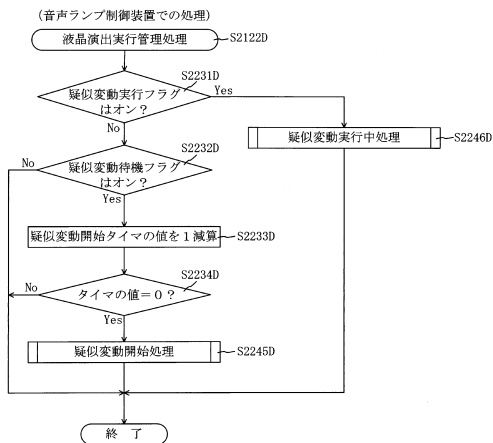 (音声ランプ制御装置での処理)
液晶演出実行管理処理
S2122D
S2231D
疑似変動実行フラグ
はオン?
Yes
No
疑似変動実行中処理
S2246D
S2232D
疑似変動待機フラグ
はオン?
No
Yes
疑似変動開始タイマの値を1減算
S2233D
S2234D
タイマの値=0?
No
Yes
疑似変動開始処理
S2245D
終 了